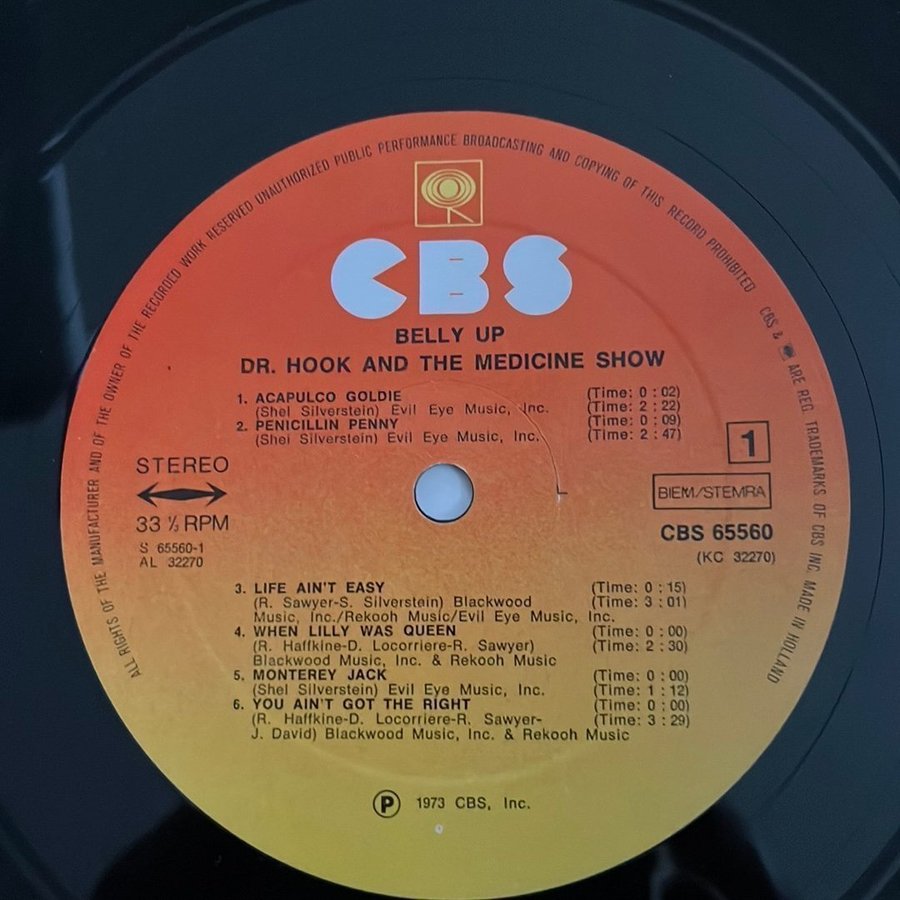 ALL RIGHTS OF THE MANUFACTURER AND OF THE OWNER OF THE RECORDED WORK RESERVED UNAUTHORIZED PUBLIC PERFORMANCE BROADCASTING AND COPYING OF THIS RECORD PROHIBITED
CBS & ARE REG. TRADEMARKS OF CBS INC. MADE IN HOLLAND
CBS
BELLY UP
DR. HOOK AND THE MEDICINE SHOW
1. ACAPULCO GOLDIE (Time: 0 : 02)
(Shel Silverstein) Evil Eye Music, Inc. (Time: 2 : 22)
2. PENICILLIN PENNY (Time: 0 : 09)
(Shel Silverstein) Evil Eye Music, Inc. (Time: 2 : 47)
1
STEREO
BIEM/STEMRA
33 ⅓ RPM
CBS 65560
S 65560-1
(KC 32270)
AL 32270
3. LIFE AIN'T EASY (Time: 0 : 15)
(R. Sawyer-S. Silverstein) Blackwood (Time: 3 : 01)
Music, Inc./Rekooh Music/Evil Eye Music, Inc.
4. WHEN LILLY WAS QUEEN (Time: 0 : 00)
(R. Haffkine-D. Locorriere-R. Sawyer) (Time: 2 : 30)
Blackwood Music, Inc. & Rekooh Music
5. MONTEREY JACK (Time: 0 : 00)
(Shel Silverstein) Evil Eye Music, Inc. (Time: 1 : 12)
6. YOU AIN'T GOT THE RIGHT (Time: 0 : 00)
(R. Haffkine-D. Locorriere-R. Sawyer- (Time: 3 : 29)
J. David) Blackwood Music, Inc. & Rekooh Music
℗ 1973 CBS, Inc.